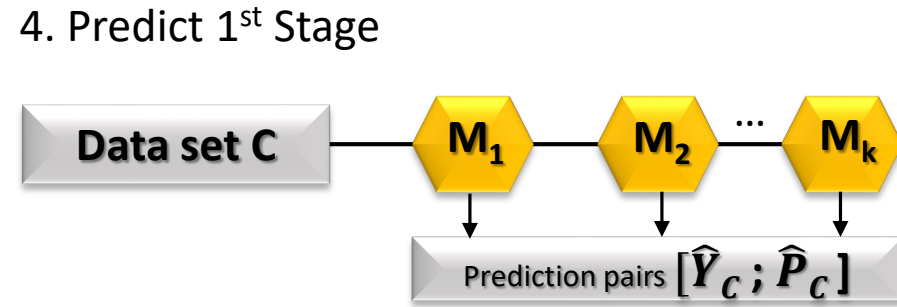 4. Predict 1st Stage
Data set C M1 M2 ... Mk
Prediction pairs [Ŷ_C ; P̂_C]